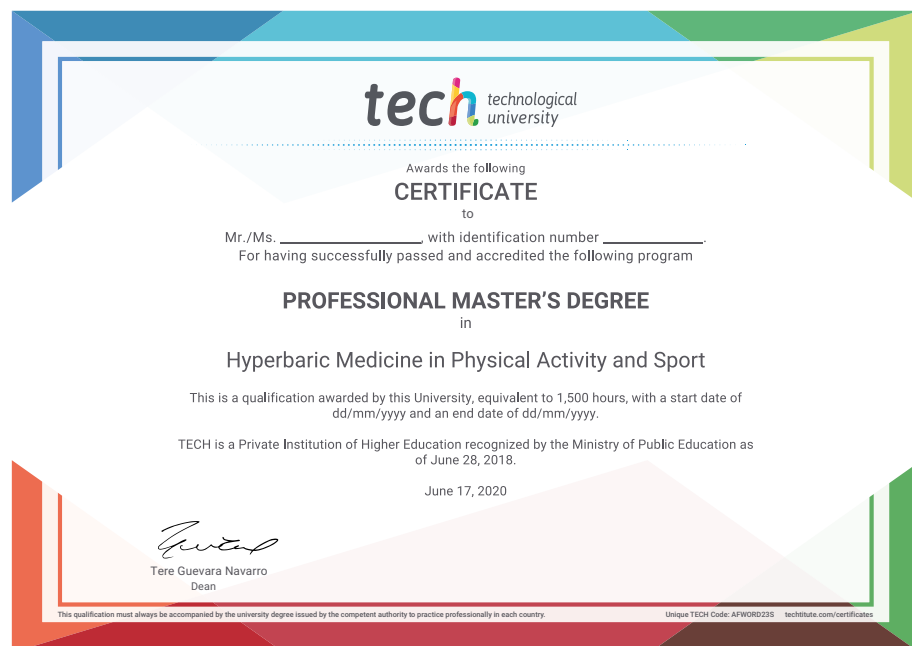 tech technological
university
Awards the following
CERTIFICATE
to
Mr./Ms. ____________________, with identification number ______________.
For having successfully passed and accredited the following program
PROFESSIONAL MASTER'S DEGREE
in
Hyperbaric Medicine in Physical Activity and Sport
This is a qualification awarded by this University, equivalent to 1,500 hours, with a start date of
dd/mm/yyyy and an end date of dd/mm/yyyy.
TECH is a Private Institution of Higher Education recognized by the Ministry of Public Education as
of June 28, 2018.
June 17, 2020
Tere Guevara Navarro
Dean
This qualification must always be accompanied by the university degree issued by the competent authority to practice professionally in each country. Unique TECH Code: AFWORD23S techtitute.com/certificates